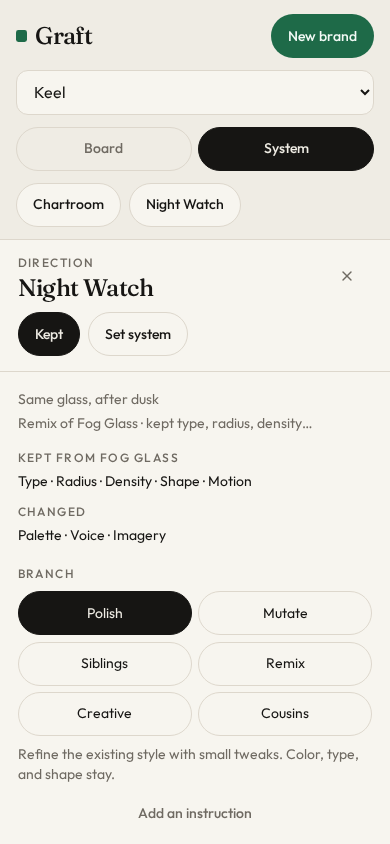 Graft
New brand
Keel
Board
System
Chartroom
Night Watch
DIRECTION
Night Watch
Kept
Set system
Same glass, after dusk
Remix of Fog Glass · kept type, radius, density…
KEPT FROM FOG GLASS
Type · Radius · Density · Shape · Motion
CHANGED
Palette · Voice · Imagery
BRANCH
Polish
Mutate
Siblings
Remix
Creative
Cousins
Refine the existing style with small tweaks. Color, type,
and shape stay.
Add an instruction